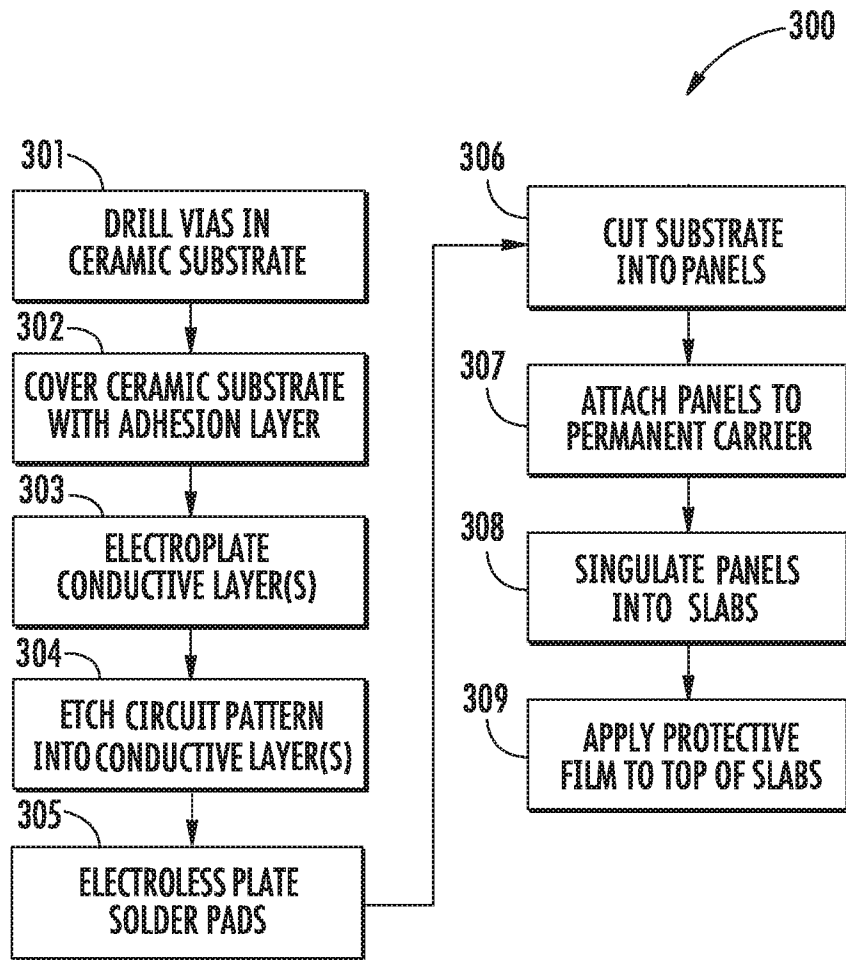 300
301
DRILL VIAS IN
CERAMIC SUBSTRATE
302
COVER CERAMIC SUBSTRATE
WITH ADHESION LAYER
303
ELECTROPLATE
CONDUCTIVE LAYER(S)
304
ETCH CIRCUIT PATTERN
INTO CONDUCTIVE LAYER(S)
305
ELECTROLESS PLATE
SOLDER PADS
306
CUT SUBSTRATE
INTO PANELS
307
ATTACH PANELS TO
PERMANENT CARRIER
308
SINGULATE PANELS
INTO SLABS
309
APPLY PROTECTIVE
FILM TO TOP OF SLABS